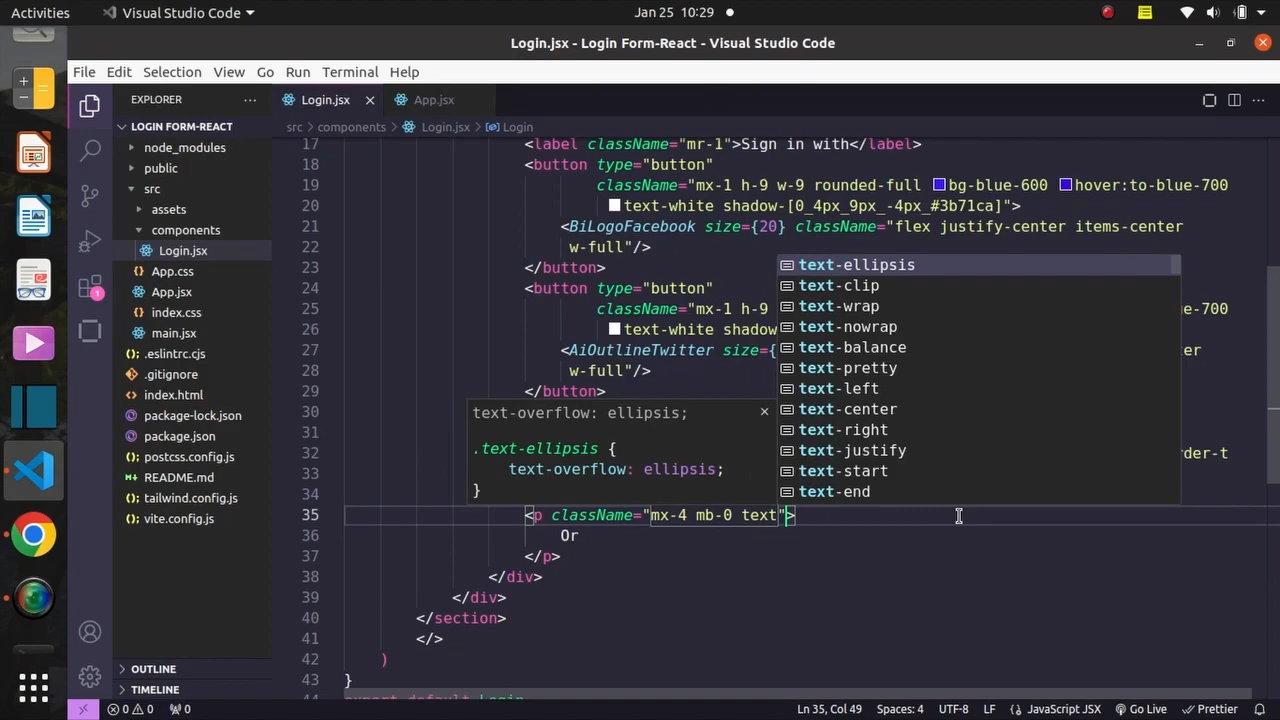 Activities
Visual Studio Code
Jan 25 10:29
Login.jsx - Login Form-React - Visual Studio Code
File Edit Selection View Go Run Terminal Help
EXPLORER
Login.jsx
App.jsx
LOGIN FORM-REACT
src > components > Login.jsx > Login
node_modules
public
src
assets
components
Login.jsx
App.css
App.jsx
index.css
main.jsx
.eslintrc.cjs
.gitignore
index.html
package-lock.json
package.json
postcss.config.js
README.md
tailwind.config.js
vite.config.js
OUTLINE
TIMELINE
1
17 <label className="mr-1">Sign in with</label>
18 <button type="button"
19 className="mx-1 h-9 w-9 rounded-full bg-blue-600 hover:to-blue-700
20 text-white shadow-[0_4px_9px_-4px_#3b71ca]">
21 <BiLogoFacebook size={20} className="flex justify-center items-center
22 w-full"/>
23 </button>
24 <button type="button"
25 className="mx-1 h-9 e-700
26 text-white shadow
27 <AiOutlineTwitter size={ er
28 w-full"/>
29 </button>
30
31
32 der-t
33
34
35 <p className="mx-4 mb-0 text">
36 Or
37 </p>
38 </div>
39 </div>
40 </section>
41 </>
42 )
43 }
44 export default Login
text-ellipsis
text-clip
text-wrap
text-nowrap
text-balance
text-pretty
text-left
text-center
text-right
text-justify
text-start
text-end
text-overflow: ellipsis;
.text-ellipsis {
text-overflow: ellipsis;
}
0 0 0
Ln 35, Col 49 Spaces: 4 UTF-8 LF JavaScript JSX Go Live Prettier